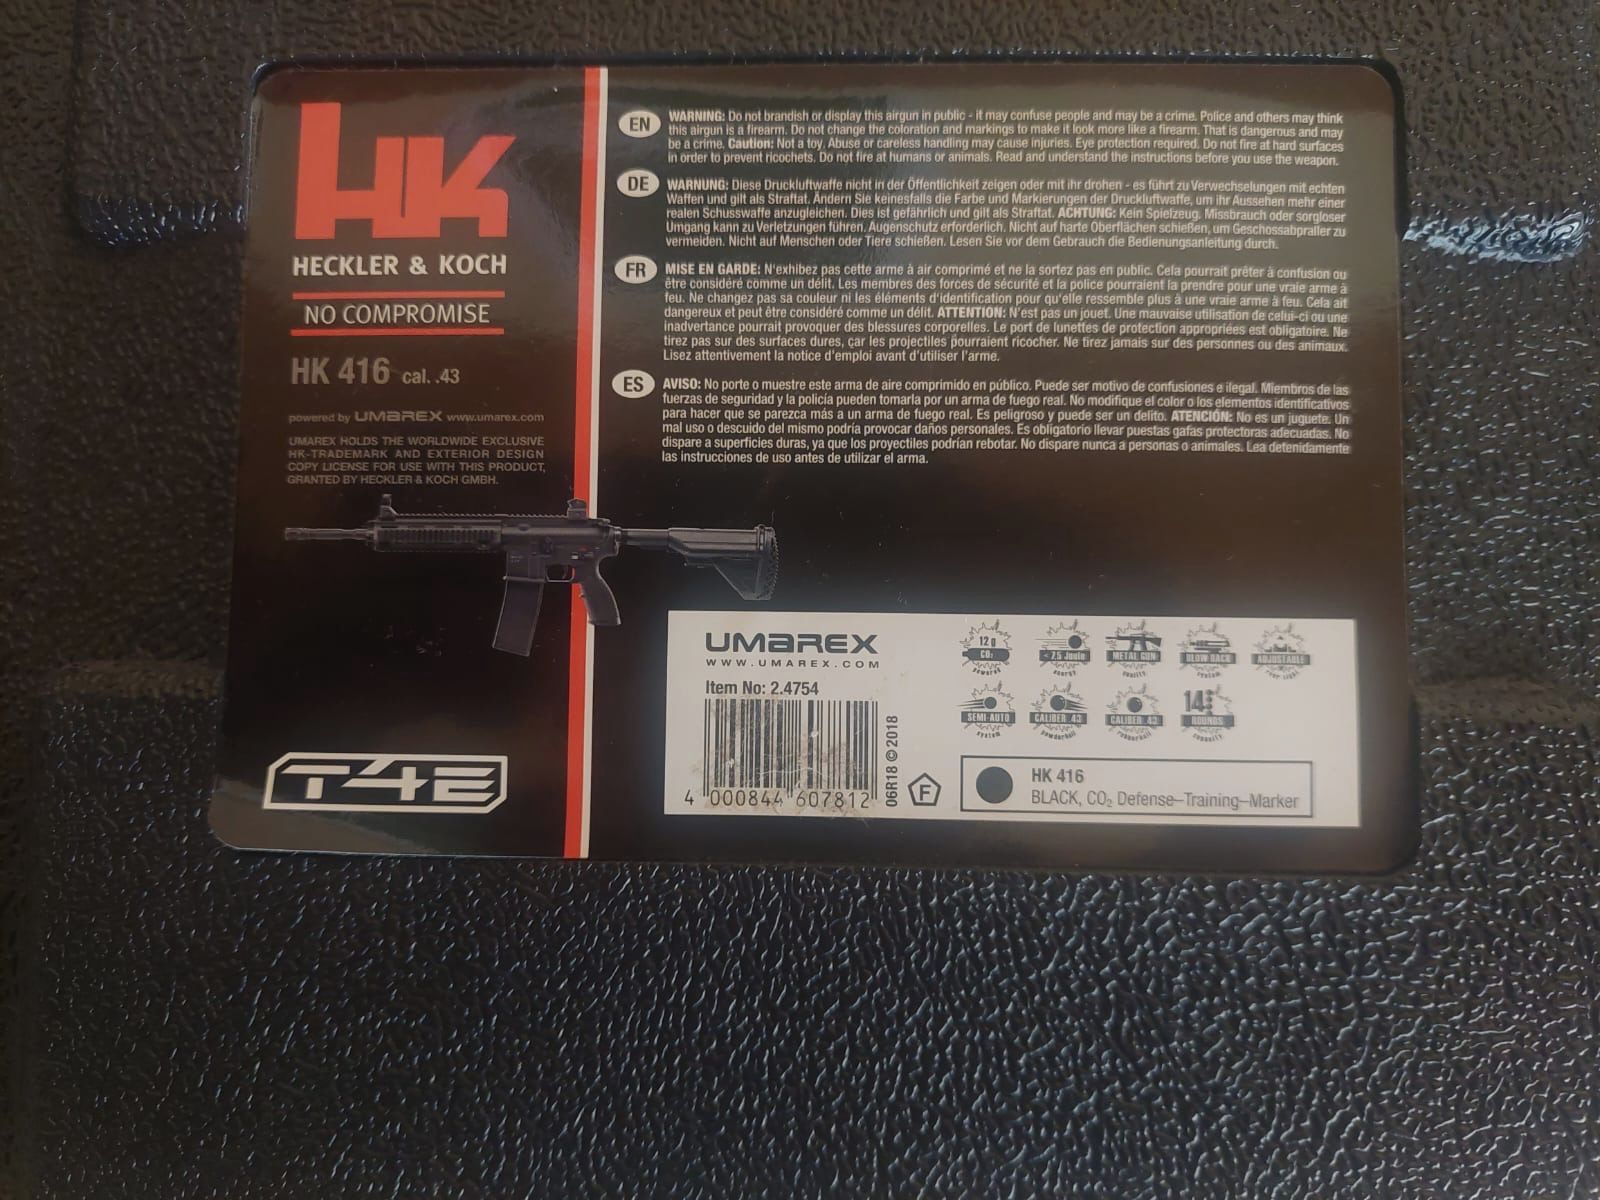 HK
HECKLER & KOCH
NO COMPROMISE
HK 416 cal. .43
powered by UMAREX www.umarex.com
UMAREX HOLDS THE WORLDWIDE EXCLUSIVE
HK-TRADEMARK AND EXTERIOR DESIGN
COPY LICENSE FOR USE WITH THIS PRODUCT,
GRANTED BY HECKLER & KOCH GMBH.
T4E
EN
WARNING: Do not brandish or display this airgun in public - it may confuse people and may be a crime. Police and others may think
this airgun is a firearm. Do not change the coloration and markings to make it look more like a firearm. That is dangerous and may
be a crime. Caution: Not a toy. Abuse or careless handling may cause injuries. Eye protection required. Do not fire at hard surfaces
in order to prevent ricochets. Do not fire at humans or animals. Read and understand the instructions before you use the weapon.
DE
WARNUNG: Diese Druckluftwaffe nicht in der Öffentlichkeit zeigen oder mit ihr drohen - es führt zu Verwechselungen mit echten
Waffen und gilt als Straftat. Ändern Sie keinesfalls die Farbe und Markierungen der Druckluftwaffe, um ihr Aussehen mehr einer
realen Schusswaffe anzugleichen. Dies ist gefährlich und gilt als Straftat. ACHTUNG: Kein Spielzeug. Missbrauch oder sorgloser
Umgang kann zu Verletzungen führen. Augenschutz erforderlich. Nicht auf harte Oberflächen schießen, um Geschossabpraller zu
vermeiden. Nicht auf Menschen oder Tiere schießen. Lesen Sie vor dem Gebrauch die Bedienungsanleitung durch.
FR
MISE EN GARDE: N'exhibez pas cette arme à air comprimé et ne la sortez pas en public. Cela pourrait prêter à confusion ou
être considéré comme un délit. Les membres des forces de sécurité et la police pourraient la prendre pour une vraie arme à
feu. Ne changez pas sa couleur ni les éléments d'identification pour qu'elle ressemble plus à une vraie arme à feu. Cela ait
dangereux et peut être considéré comme un délit. ATTENTION: N'est pas un jouet. Une mauvaise utilisation de celui-ci ou une
inadvertance pourrait provoquer des blessures corporelles. Le port de lunettes de protection appropriées est obligatoire. Ne
tirez pas sur des surfaces dures, car les projectiles pourraient ricocher. Ne tirez jamais sur des personnes ou des animaux.
Lisez attentivement la notice d'emploi avant d'utiliser l'arme.
ES
AVISO: No porte o muestre este arma de aire comprimido en público. Puede ser motivo de confusiones e ilegal. Miembros de las
fuerzas de seguridad y la policía pueden tomarla por un arma de fuego real. No modifique el color o los elementos identificativos
para hacer que se parezca más a un arma de fuego real. Es peligroso y puede ser un delito. ATENCIÓN: No es un juguete. Un
mal uso o descuido del mismo podría provocar daños personales. Es obligatorio llevar puestas gafas protectoras adecuadas. No
dispare a superficies duras, ya que los proyectiles podrían rebotar. No dispare nunca a personas o animales. Lea detenidamente
las instrucciones de uso antes de utilizar el arma.
UMAREX
WWW.UMAREX.COM
Item No: 2.4754
4 000844 607812
06R18 © 2018
F
12 g CO₂ powered
< 7,5 Joule energy
METAL GUN quality
BLOW BACK system
ADJUSTABLE rear sight
SEMI-AUTO system
CALIBER .43 powderball
CALIBER .43 rubberball
14 ROUNDS capacity
HK 416
BLACK, CO₂ Defense–Training–Marker